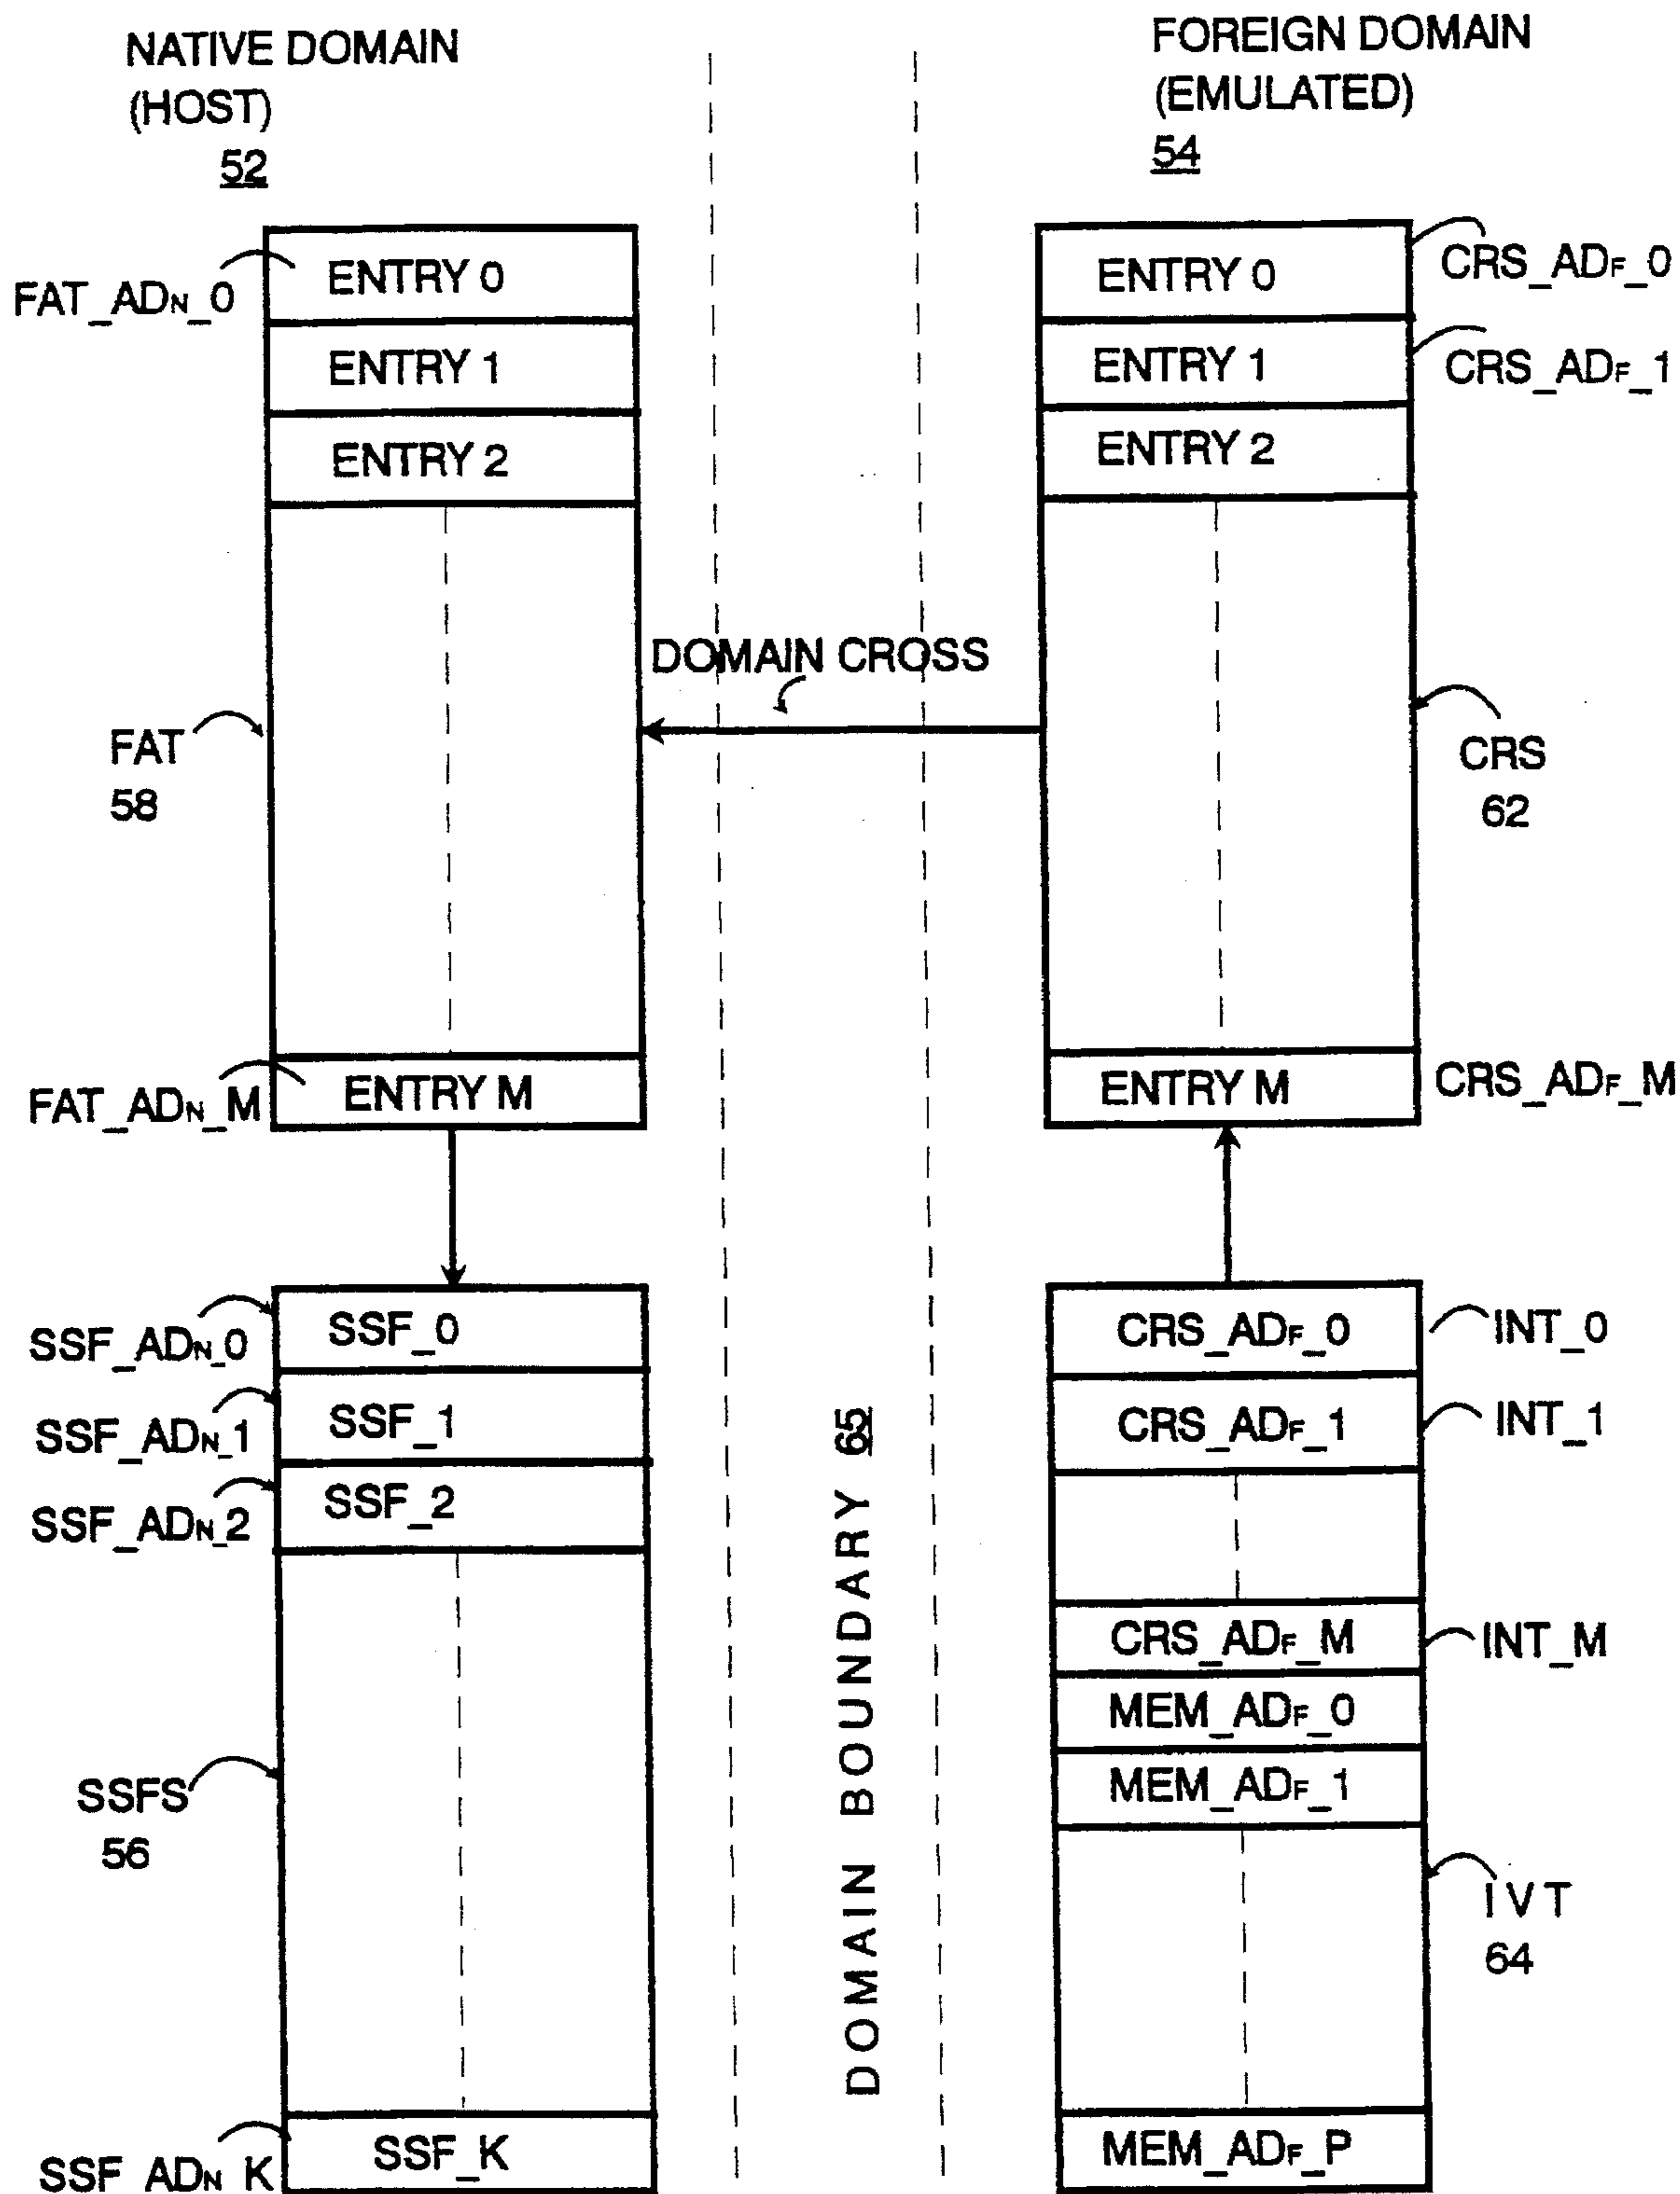 NATIVE DOMAIN
(HOST)
52
FOREIGN DOMAIN
(EMULATED)
54
FAT_ADN_0
ENTRY 0
ENTRY 1
ENTRY 2
FAT
58
FAT_ADN_M
ENTRY M
DOMAIN CROSS
ENTRY 0
CRS_ADF_0
ENTRY 1
CRS_ADF_1
ENTRY 2
CRS
62
ENTRY M
CRS_ADF_M
SSF_ADN_0
SSF_0
SSF_ADN_1
SSF_1
SSF_ADN_2
SSF_2
SSFS
56
SSF_ADN_K
SSF_K
DOMAIN BOUNDARY 65
CRS_ADF_0
INT_0
CRS_ADF_1
INT_1
CRS_ADF_M
INT_M
MEM_ADF_0
MEM_ADF_1
IVT
64
MEM_ADF_P